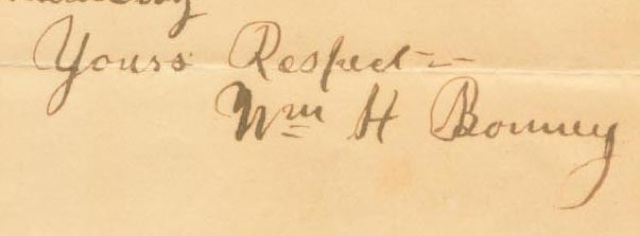 Yours Respect--
Wm H Bonney